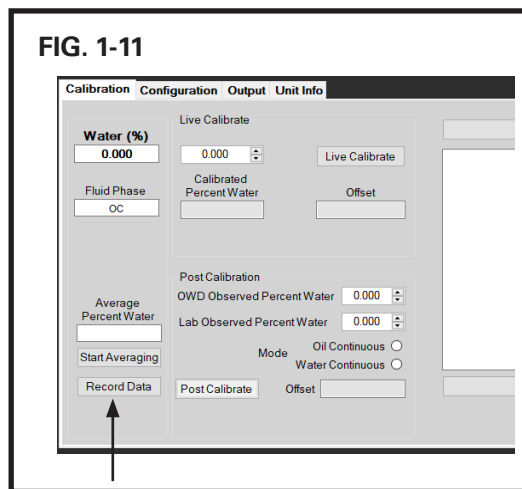 FIG. 1-11
Calibration Configuration Output Unit Info
Water (%)
0.000
Fluid Phase
OC
Average
Percent Water
Start Averaging
Record Data
Live Calibrate
0.000
Live Calibrate
Calibrated
Percent Water
Offset
Post Calibration
OWD Observed Percent Water 0.000
Lab Observed Percent Water 0.000
Mode
Oil Continuous
Water Continuous
Post Calibrate
Offset